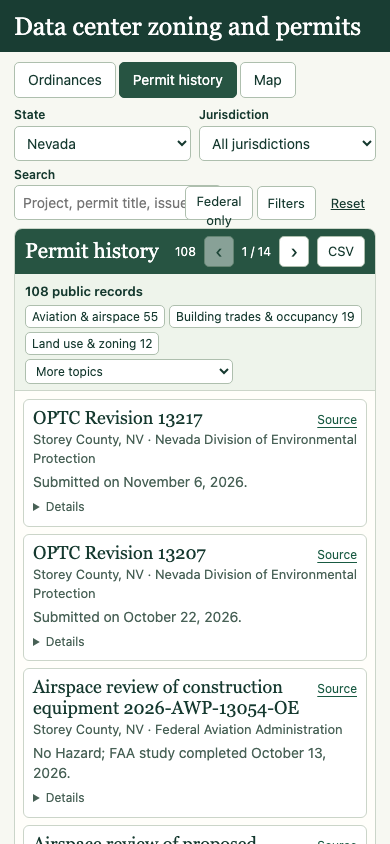 Data center zoning and permits
Ordinances
Permit history
Map
State
Jurisdiction
Nevada
All jurisdictions
Search
Project, permit title, issue
Federal only
Filters
Reset
Permit history
108
‹
1 / 14
›
CSV
108 public records
Aviation & airspace 55
Building trades & occupancy 19
Land use & zoning 12
More topics
OPTC Revision 13217
Source
Storey County, NV · Nevada Division of Environmental
Protection
Submitted on November 6, 2026.
Details
OPTC Revision 13207
Source
Storey County, NV · Nevada Division of Environmental
Protection
Submitted on October 22, 2026.
Details
Airspace review of construction
equipment 2026-AWP-13054-OE
Source
Storey County, NV · Federal Aviation Administration
No Hazard; FAA study completed October 13,
2026.
Details
Airspace review of proposed
Source